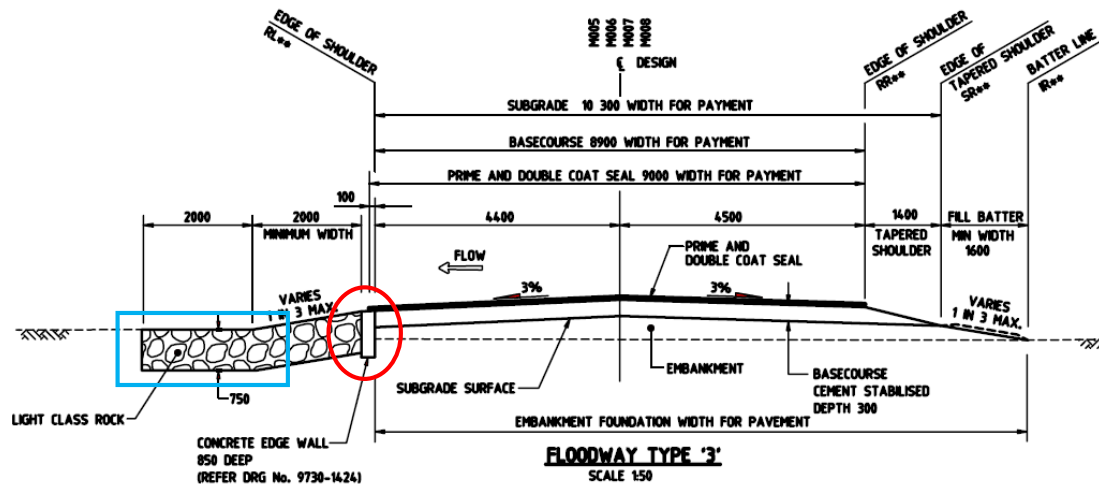 EDGE OF SHOULDER
RL**
M005
M006
M007
M008
℄ DESIGN
EDGE OF SHOULDER
RR**
EDGE OF
TAPERED SHOULDER
SR**
BATTER LINE
IR**
SUBGRADE 10 300 WIDTH FOR PAYMENT
BASECOURSE 8900 WIDTH FOR PAYMENT
PRIME AND DOUBLE COAT SEAL 9000 WIDTH FOR PAYMENT
100
2000
2000
MINIMUM WIDTH
4400
4500
1400
TAPERED
SHOULDER
FILL BATTER
MIN WIDTH
1600
FLOW
PRIME AND
DOUBLE COAT SEAL
VARIES
1 IN 3 MAX.
3%
3%
VARIES
1 IN 3 MAX.
LIGHT CLASS ROCK
750
SUBGRADE SURFACE
EMBANKMENT
BASECOURSE
CEMENT STABILISED
DEPTH 300
CONCRETE EDGE WALL
850 DEEP
(REFER DRG No. 9730-1424)
EMBANKMENT FOUNDATION WIDTH FOR PAVEMENT
FLOODWAY TYPE '3'
SCALE 1:50